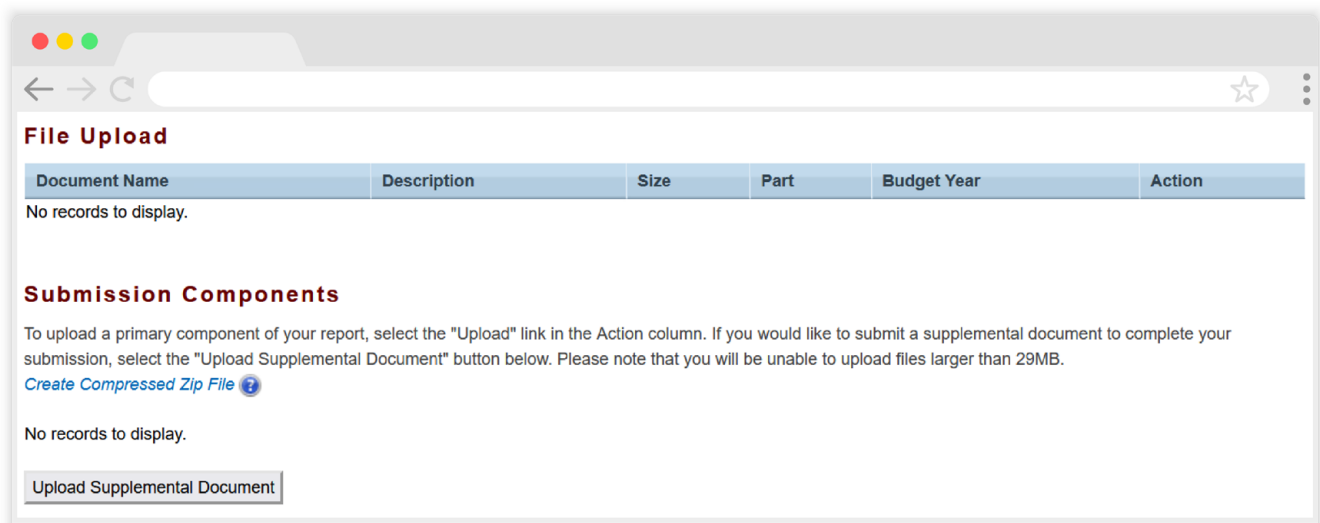 File Upload
Document Name Description Size Part Budget Year Action
No records to display.
Submission Components
To upload a primary component of your report, select the "Upload" link in the Action column. If you would like to submit a supplemental document to complete your
submission, select the "Upload Supplemental Document" button below. Please note that you will be unable to upload files larger than 29MB.
Create Compressed Zip File ?
No records to display.
Upload Supplemental Document